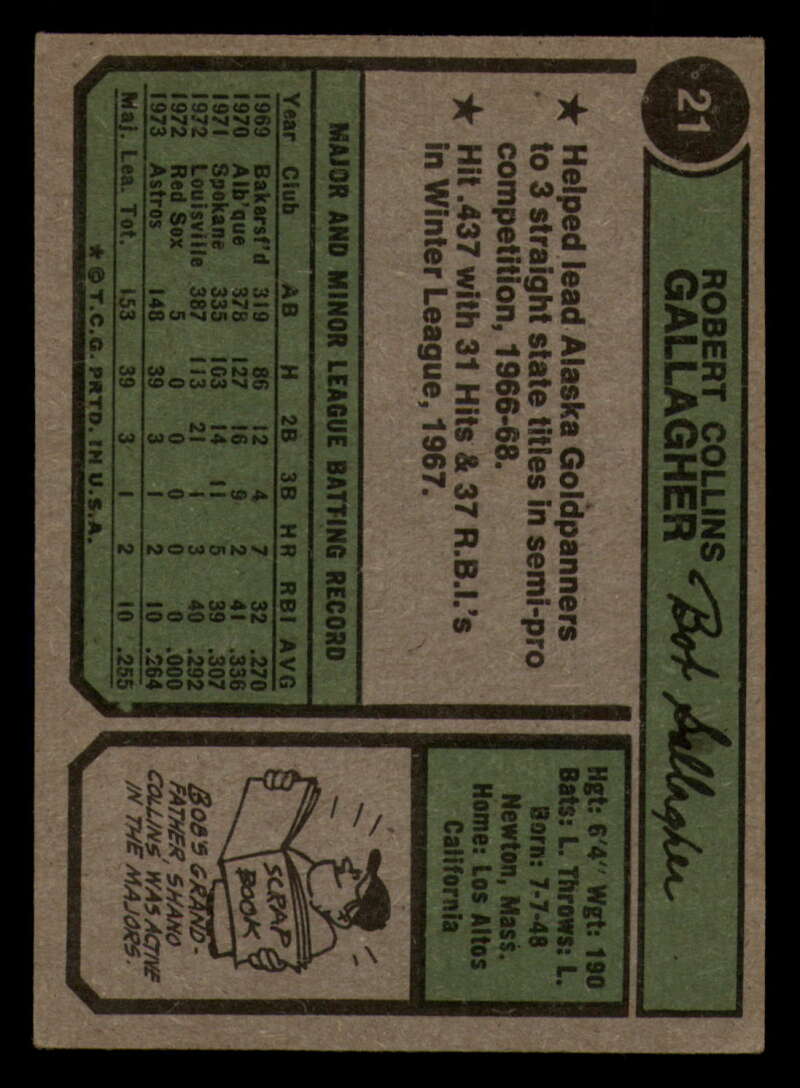 21
ROBERT COLLINS
GALLAGHER
Bob Gallagher
★ Helped lead Alaska Goldpanners
to 3 straight state titles in semi-pro
competition, 1966-68.
★ Hit .437 with 31 Hits & 37 R.B.I.'s
in Winter League, 1967.
Hgt: 6'4" Wgt: 190
Bats: L. Throws: L.
Born: 7-7-48
Newton, Mass.
Home: Los Altos
California
MAJOR AND MINOR LEAGUE BATTING RECORD
Year Club AB H 2B 3B HR RBI AVG
1969 Bakersf'd 319 86 12 4 7 32 .270
1970 Alb'que 378 127 16 9 2 41 .336
1971 Spokane 335 103 14 11 5 39 .307
1972 Louisville 387 113 21 1 3 40 .292
1972 Red Sox 5 0 0 0 0 0 .000
1973 Astros 148 39 3 1 2 10 .264
Maj. Lea. Tot. 153 39 3 1 2 10 .255
* © T.C.G. PRTD. IN U.S.A.
SCRAP
BOOK
BOB'S GRAND-
FATHER, SHANO
COLLINS, WAS ACTIVE
IN THE MAJORS.